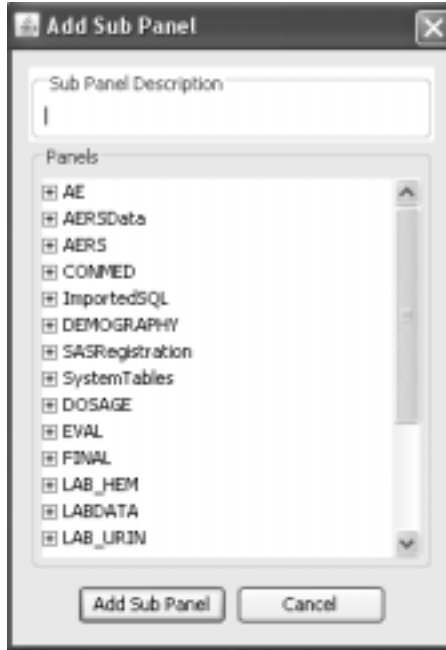 Add Sub Panel
Sub Panel Description
Panels
AE
AERSData
AERS
CONMED
ImportedSQL
DEMOGRAPHY
SASRegistration
SystemTables
DOSAGE
EVAL
FINAL
LAB_HEM
LABDATA
LAB_URIN
Add Sub Panel
Cancel